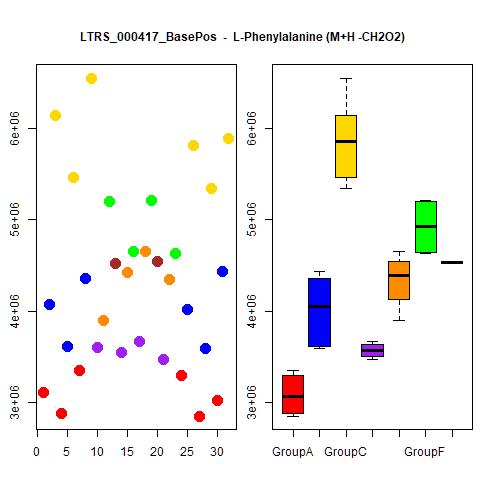 LTRS_000417_BasePos - L-Phenylalanine (M+H -CH2O2)
6e+06
5e+06
4e+06
3e+06
0 5 10 15 20 25 30
6e+06
5e+06
4e+06
3e+06
GroupA GroupC GroupF